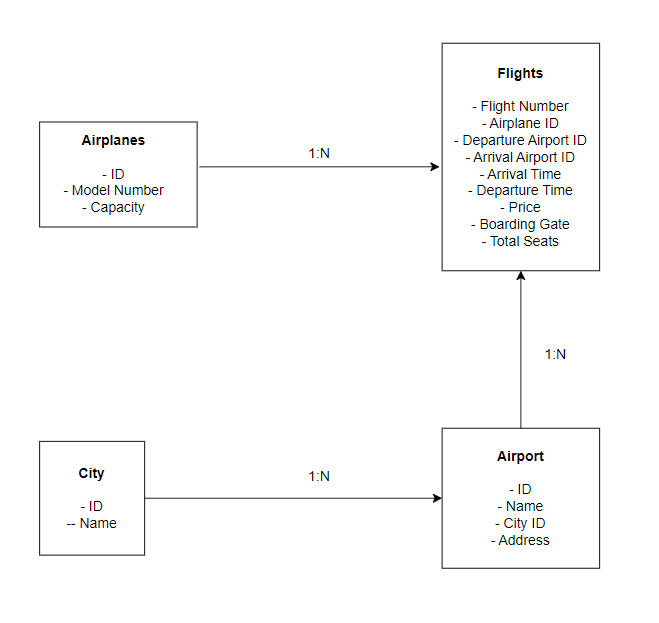 Flights
- Flight Number
- Airplane ID
- Departure Airport ID
- Arrival Airport ID
- Arrival Time
- Departure Time
- Price
- Boarding Gate
- Total Seats
Airplanes
- ID
- Model Number
- Capacity
1:N
1:N
City
- ID
-- Name
1:N
Airport
- ID
- Name
- City ID
- Address